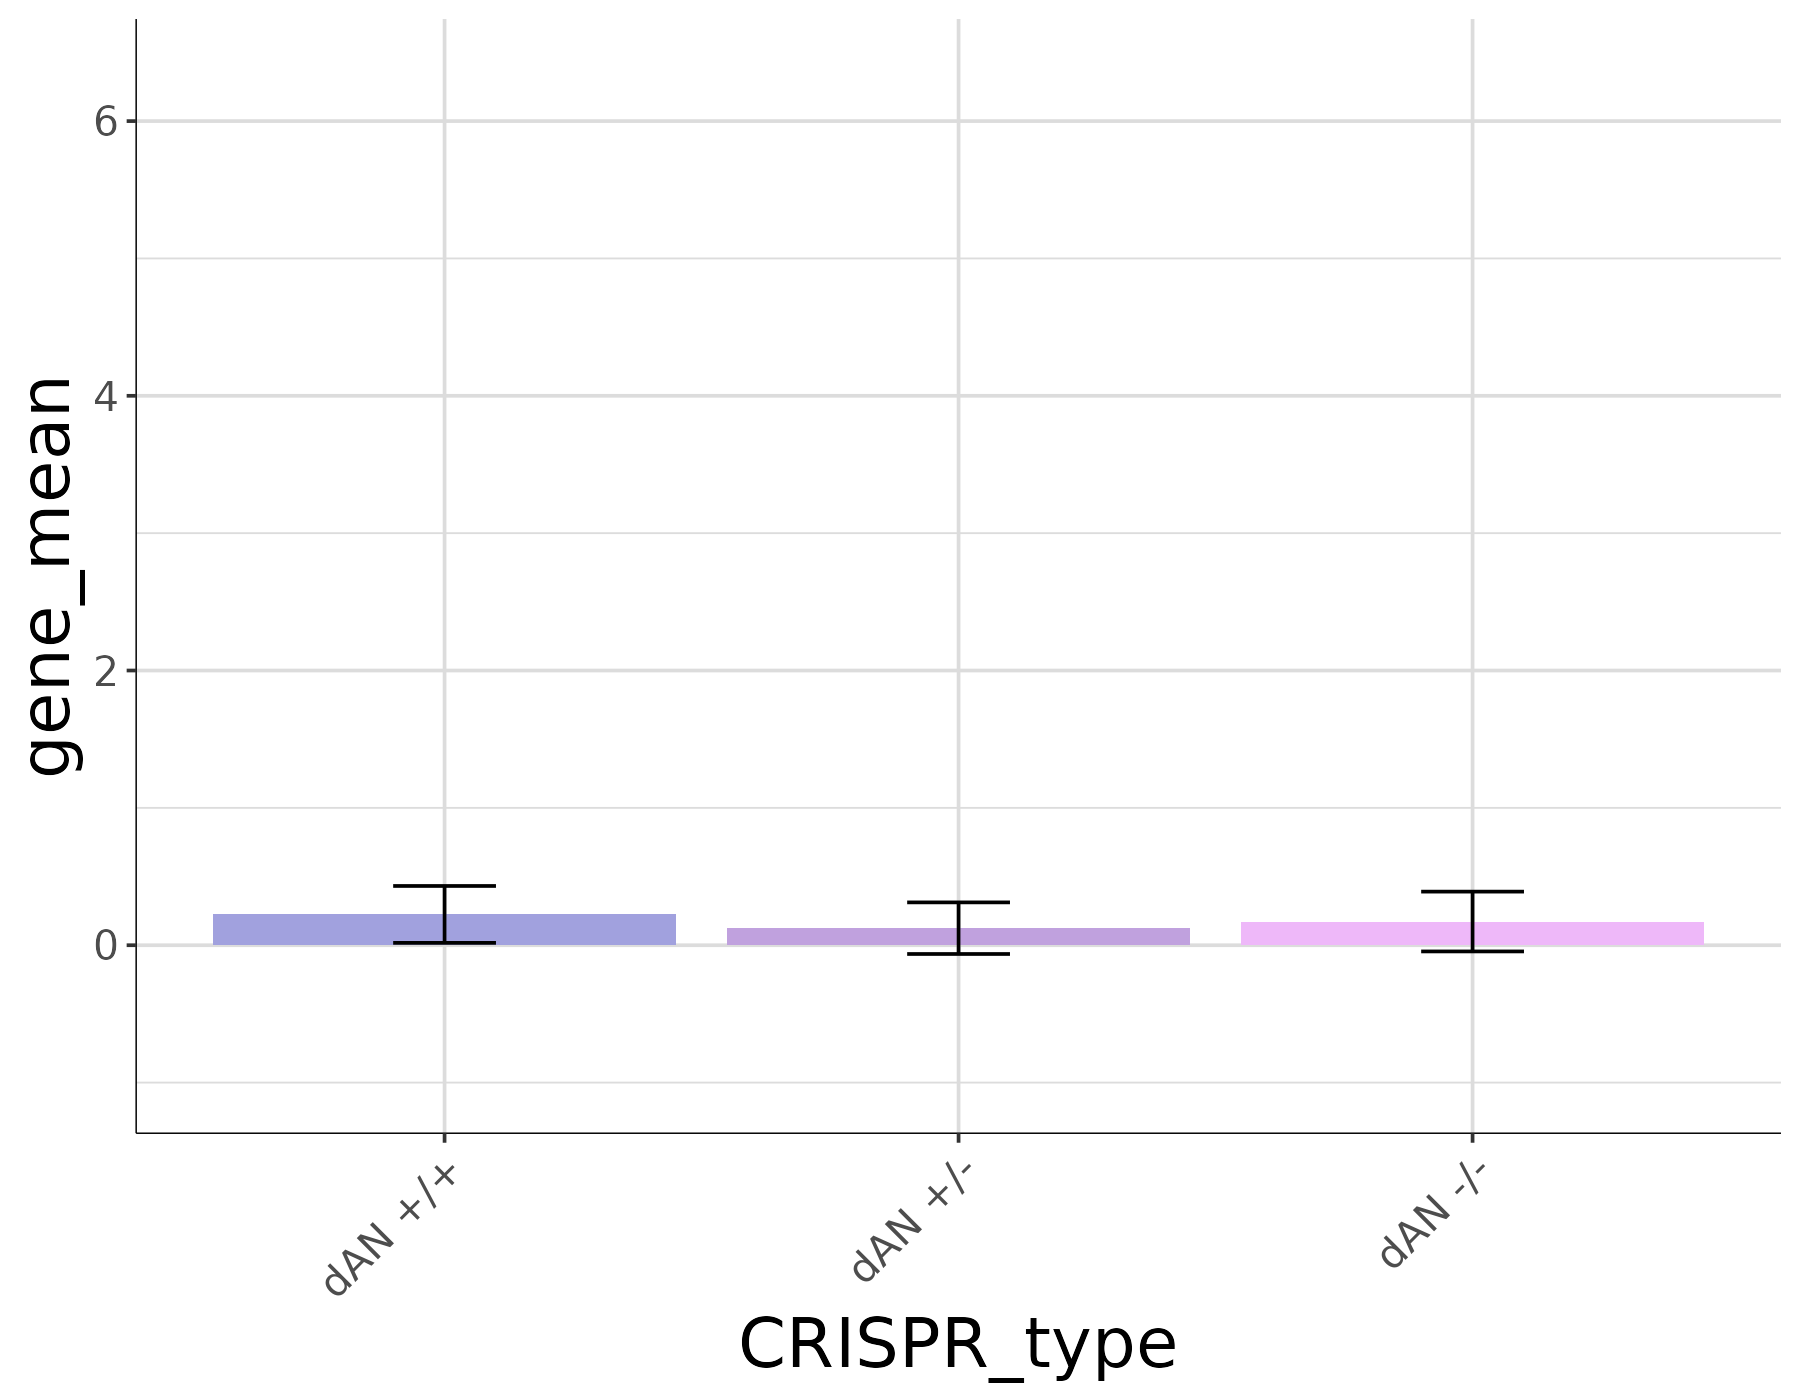 gene_mean
6
4
2
0
dAN +/+
dAN +/-
dAN -/-
CRISPR_type